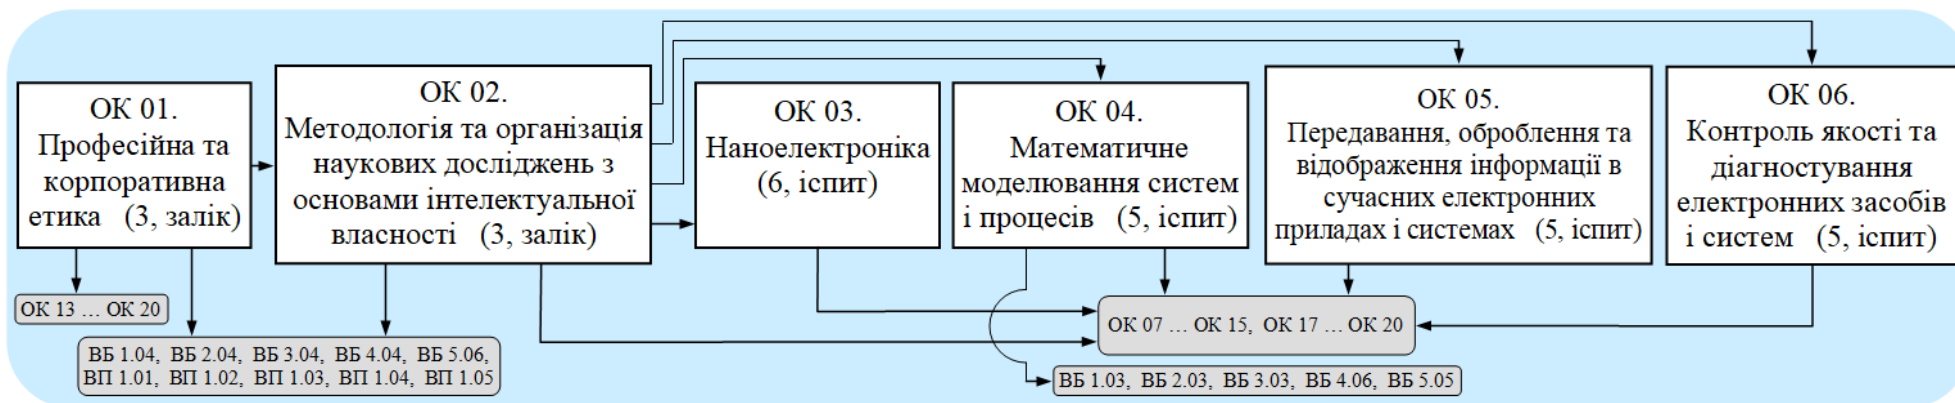 ОК 01.
Професійна та
корпоративна
етика (3, залік)
ОК 02.
Методологія та організація
наукових досліджень з
основами інтелектуальної
власності (3, залік)
ОК 03.
Наноелектроніка
(6, іспит)
ОК 04.
Математичне
моделювання систем
і процесів (5, іспит)
ОК 05.
Передавання, оброблення та
відображення інформації в
сучасних електронних
приладах і системах (5, іспит)
ОК 06.
Контроль якості та
діагностування
електронних засобів
і систем (5, іспит)
ОК 13 … ОК 20
ВБ 1.04, ВБ 2.04, ВБ 3.04, ВБ 4.04, ВБ 5.06,
ВП 1.01, ВП 1.02, ВП 1.03, ВП 1.04, ВП 1.05
ОК 07 … ОК 15, ОК 17 … ОК 20
ВБ 1.03, ВБ 2.03, ВБ 3.03, ВБ 4.06, ВБ 5.05